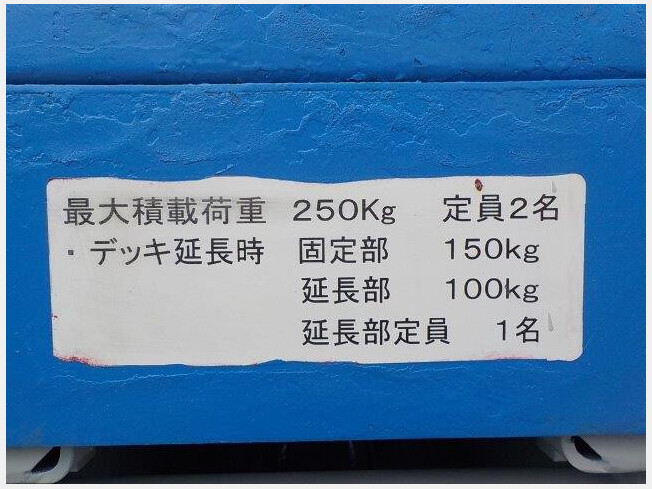 最大積載荷重 250Kg 定員2名
・デッキ延長時 固定部 150kg
延長部 100kg
延長部定員 1名